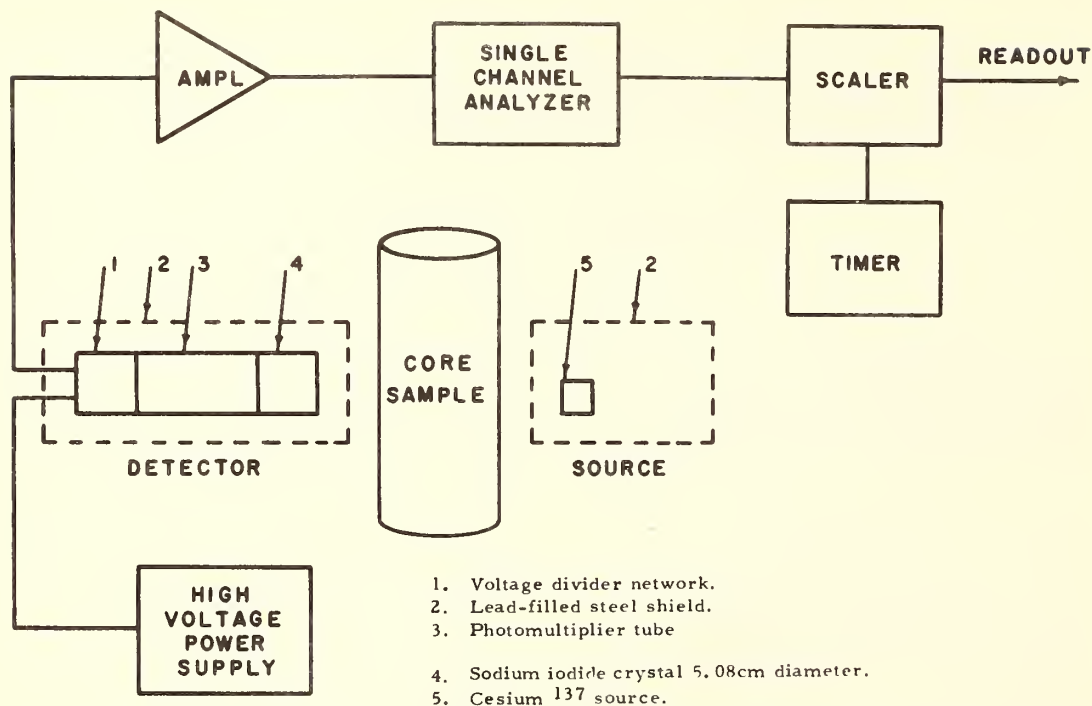 AMPL
SINGLE
CHANNEL
ANALYZER
SCALER
READOUT
TIMER
1 2 3 4
5 2
CORE
SAMPLE
DETECTOR
SOURCE
HIGH
VOLTAGE
POWER
SUPPLY
1. Voltage divider network.
2. Lead-filled steel shield.
3. Photomultiplier tube
4. Sodium iodide crystal 5.08cm diameter.
5. Cesium 137 source.